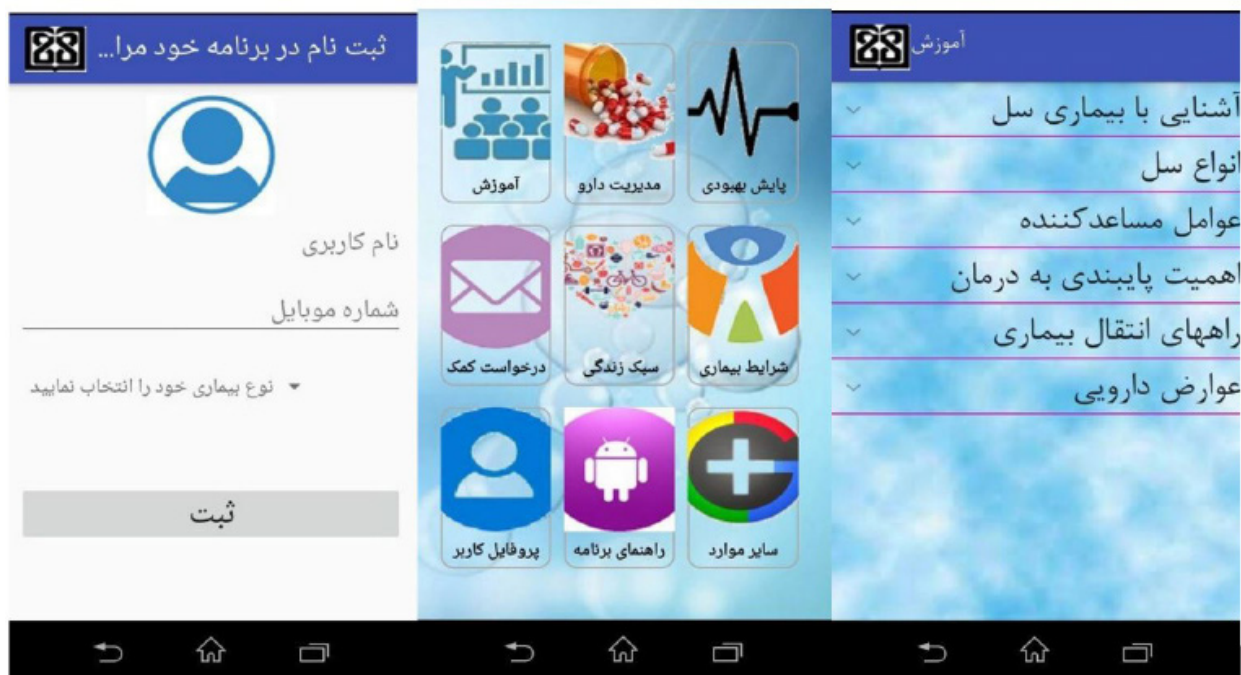 ثبت نام در برنامه خود مرا...
نام کاربری
شماره موبایل
نوع بیماری خود را انتخاب نمایید
ثبت
پایش بهبودی
مدیریت دارو
آموزش
شرایط بیماری
سبک زندگی
درخواست کمک
سایر موارد
راهنمای برنامه
پروفایل کاربر
آموزش
آشنایی با بیماری سل
انواع سل
عوامل مساعدکننده
اهمیت پایبندی به درمان
راههای انتقال بیماری
عوارض دارویی